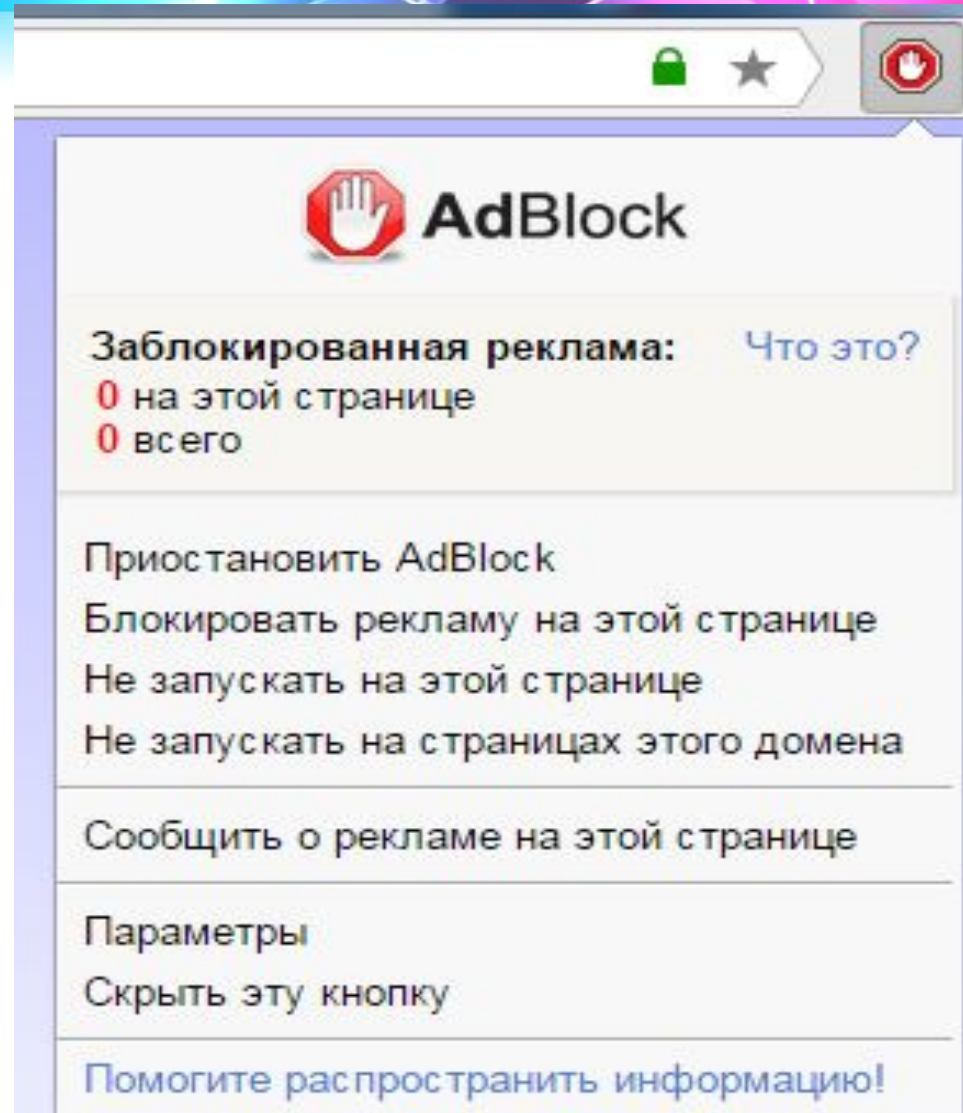 AdBlock
Заблокированная реклама: Что это?
0 на этой странице
0 всего
Приостановить AdBlock
Блокировать рекламу на этой странице
Не запускать на этой странице
Не запускать на страницах этого домена
Сообщить о рекламе на этой странице
Параметры
Скрыть эту кнопку
Помогите распространить информацию!